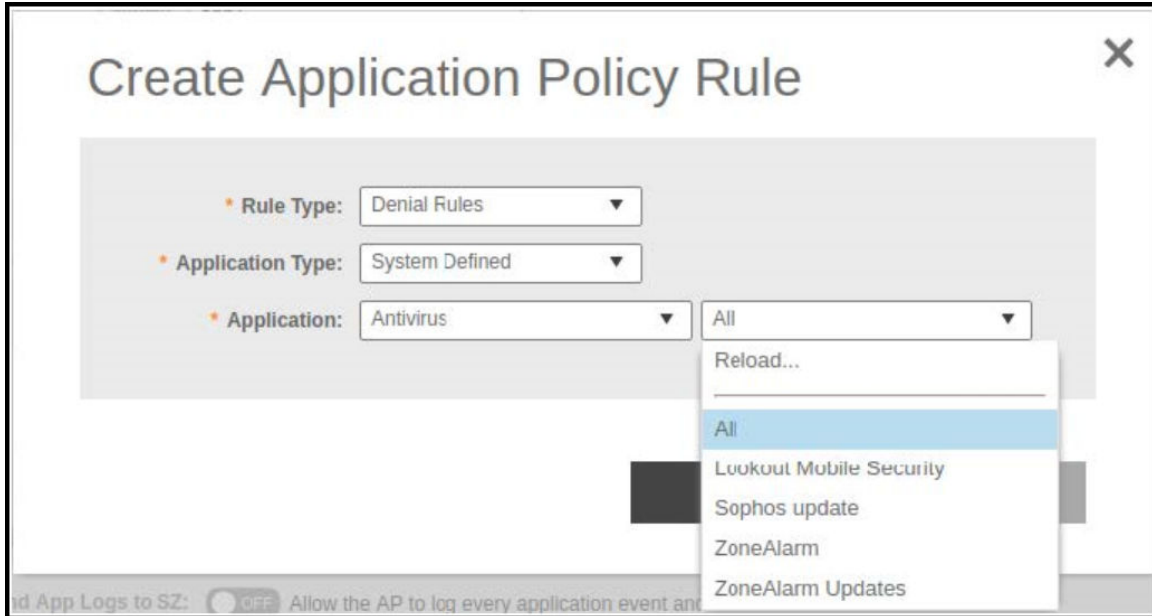 Create Application Policy Rule
* Rule Type: Denial Rules
* Application Type: System Defined
* Application: Antivirus All
Reload...
All
Lookout Mobile Security
Sophos update
ZoneAlarm
ZoneAlarm Updates
App Logs to SZ: OFF Allow the AP to log every application event